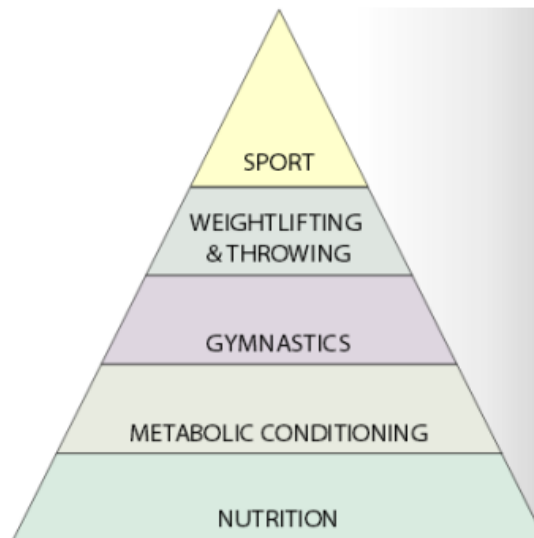 SPORT
WEIGHTLIFTING
& THROWING
GYMNASTICS
METABOLIC CONDITIONING
NUTRITION